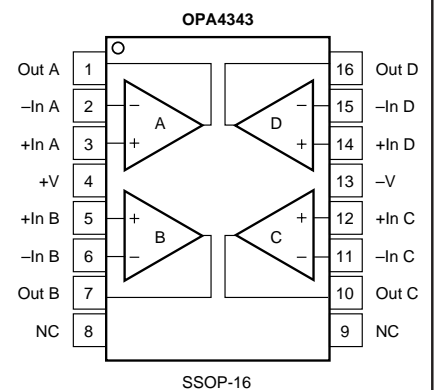 OPA4343
Out A 1 16 Out D
–In A 2 – – 15 –In D
A D
+In A 3 + + 14 +In D
+V 4 13 –V
+In B 5 + + 12 +In C
B C
–In B 6 – – 11 –In C
Out B 7 10 Out C
NC 8 9 NC
SSOP-16